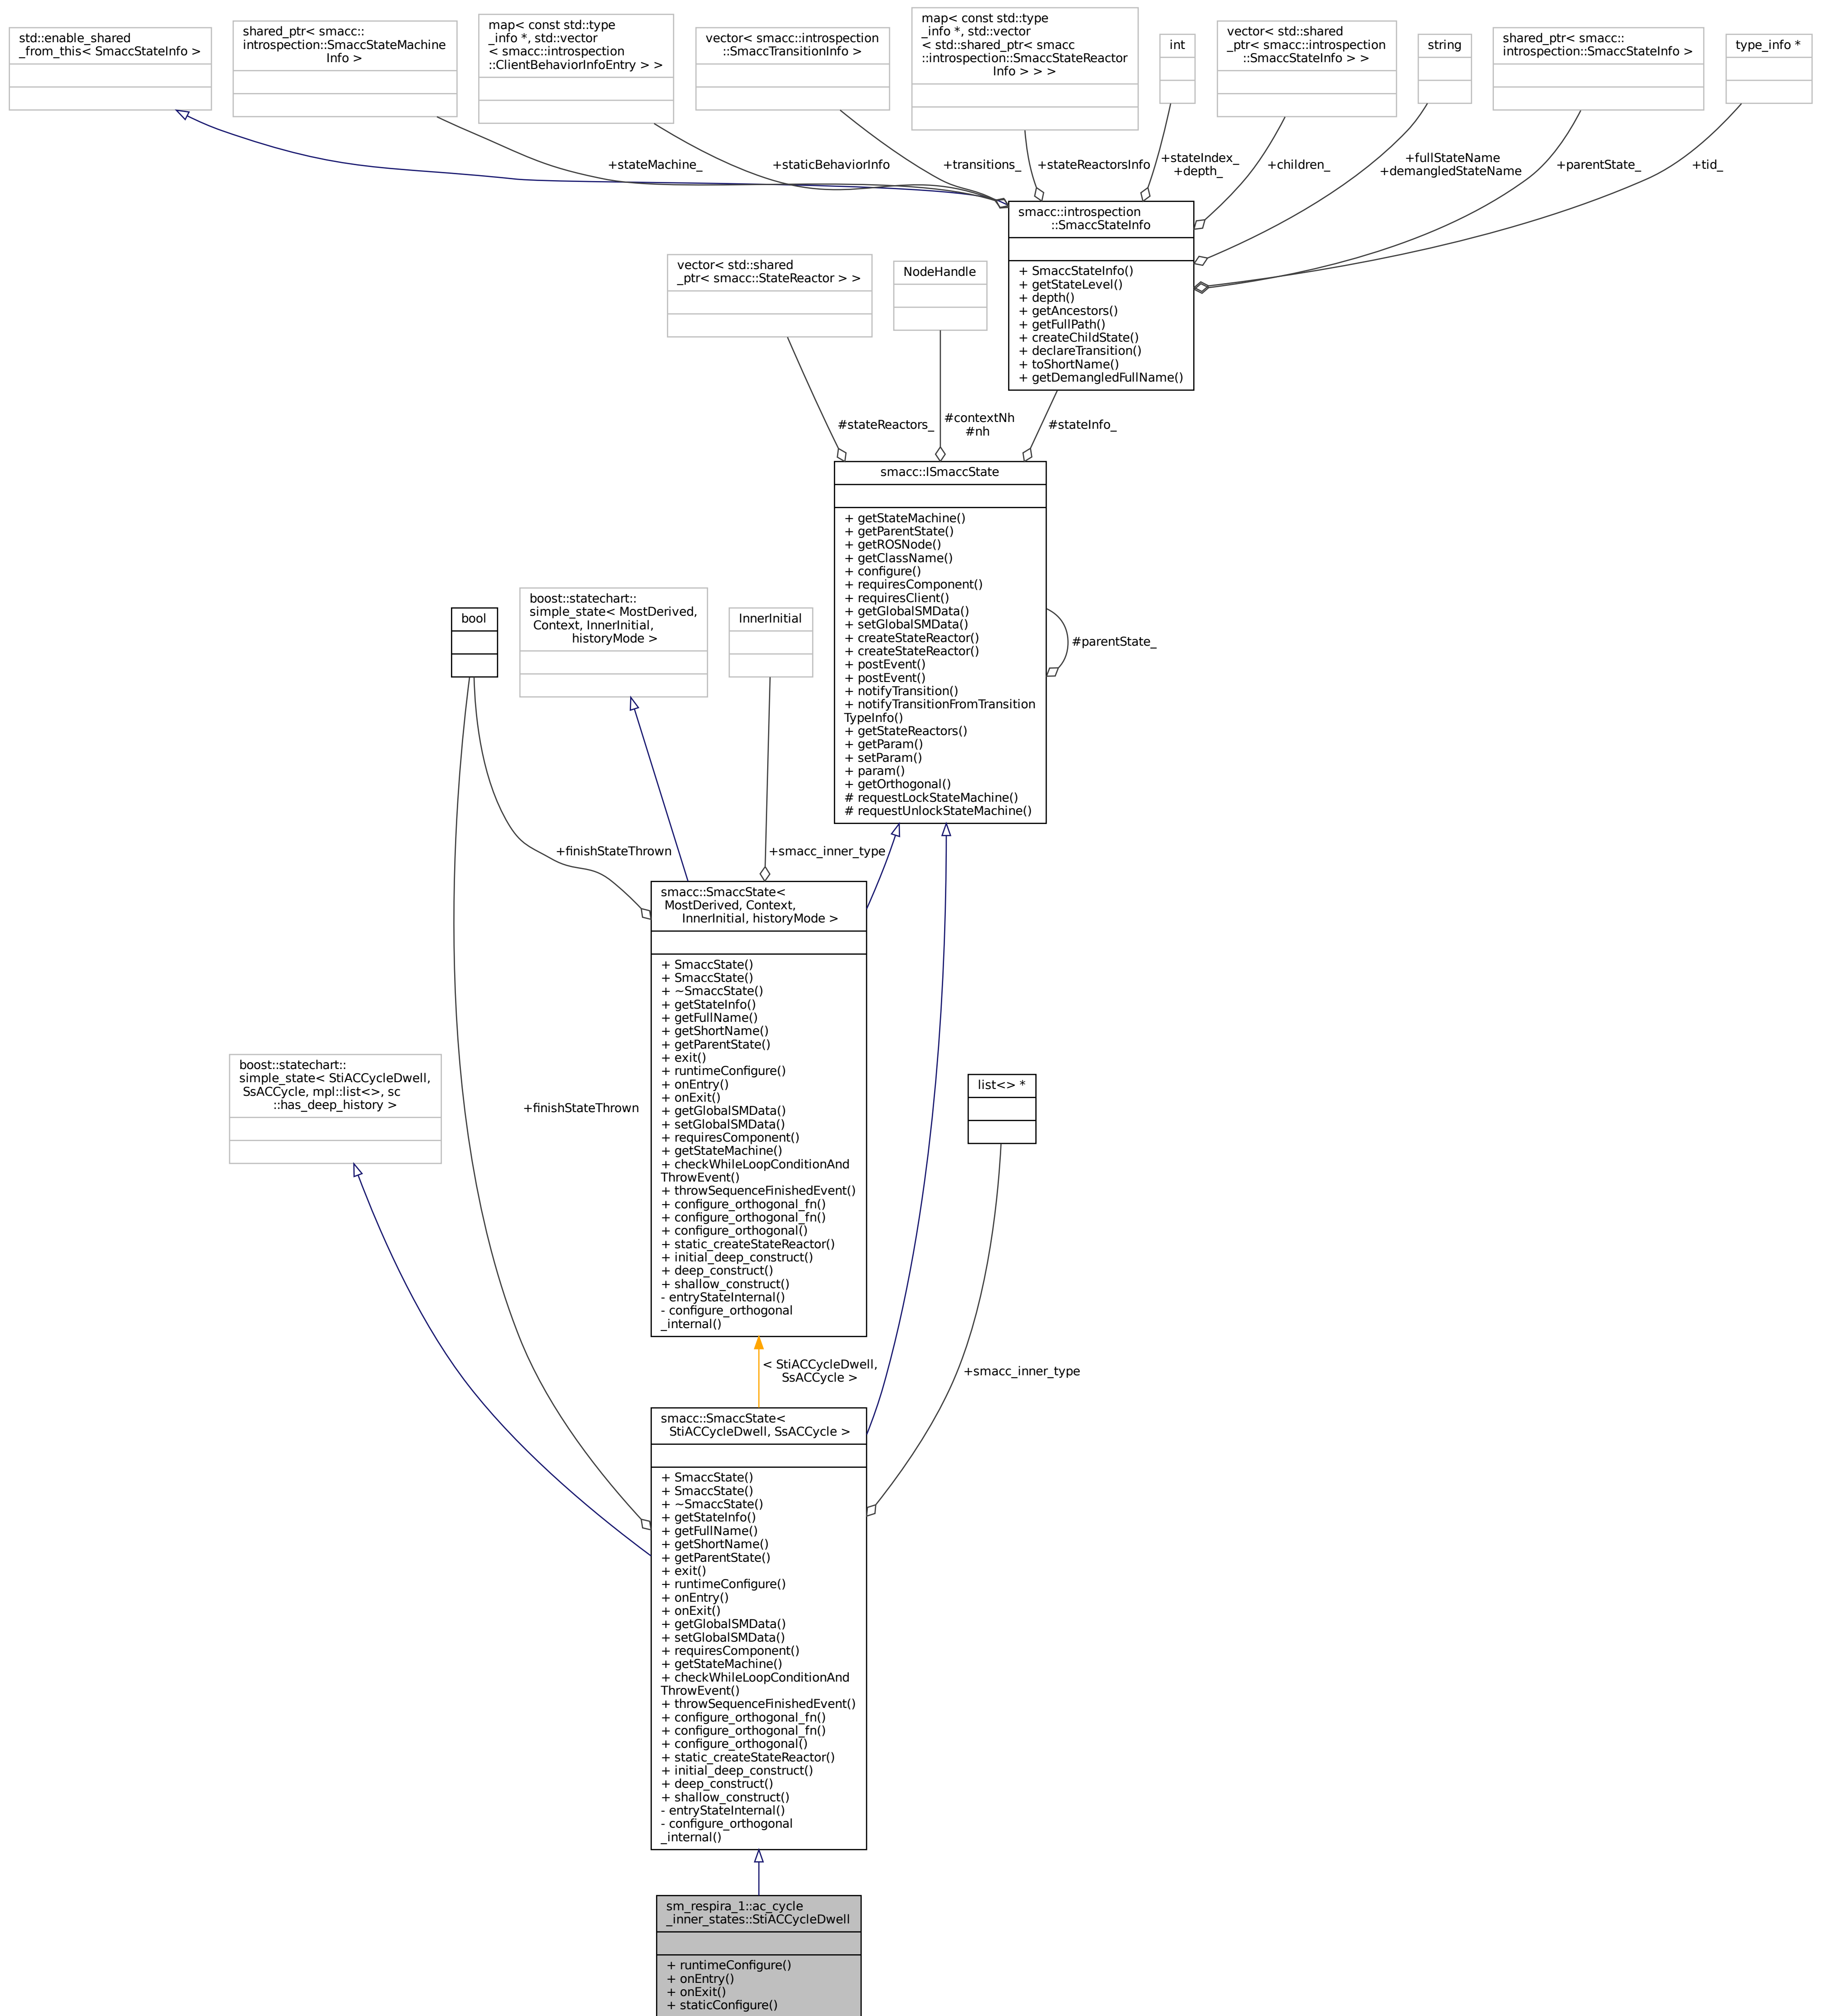 std::enable_shared
_from_this< SmaccStateInfo >
shared_ptr< smacc::
introspection::SmaccStateMachine
Info >
map< const std::type
_info *, std::vector
< smacc::introspection
::ClientBehaviorInfoEntry > >
vector< smacc::introspection
::SmaccTransitionInfo >
map< const std::type
_info *, std::vector
< std::shared_ptr< smacc
::introspection::SmaccStateReactor
Info > > >
int
vector< std::shared
_ptr< smacc::introspection
::SmaccStateInfo > >
string
shared_ptr< smacc::
introspection::SmaccStateInfo >
type_info *
+stateMachine_
+staticBehaviorInfo
+transitions_
+stateReactorsInfo
+stateIndex_
+depth_
+children_
+fullStateName
+demangledStateName
+parentState_
+tid_
smacc::introspection
::SmaccStateInfo
+ SmaccStateInfo()
+ getStateLevel()
+ depth()
+ getAncestors()
+ getFullPath()
+ createChildState()
+ declareTransition()
+ toShortName()
+ getDemangledFullName()
vector< std::shared
_ptr< smacc::StateReactor > >
NodeHandle
#stateReactors_
#contextNh
#nh
#stateInfo_
smacc::ISmaccState
+ getStateMachine()
+ getParentState()
+ getROSNode()
+ getClassName()
+ configure()
+ requiresComponent()
+ requiresClient()
+ getGlobalSMData()
+ setGlobalSMData()
+ createStateReactor()
+ createStateReactor()
+ postEvent()
+ postEvent()
+ notifyTransition()
+ notifyTransitionFromTransition
TypeInfo()
+ getStateReactors()
+ getParam()
+ setParam()
+ param()
+ getOrthogonal()
# requestLockStateMachine()
# requestUnlockStateMachine()
#parentState_
bool
boost::statechart::
simple_state< MostDerived,
Context, InnerInitial,
historyMode >
InnerInitial
+finishStateThrown
+smacc_inner_type
smacc::SmaccState<
MostDerived, Context,
InnerInitial, historyMode >
+ SmaccState()
+ SmaccState()
+ ~SmaccState()
+ getStateInfo()
+ getFullName()
+ getShortName()
+ getParentState()
+ exit()
+ runtimeConfigure()
+ onEntry()
+ onExit()
+ getGlobalSMData()
+ setGlobalSMData()
+ requiresComponent()
+ getStateMachine()
+ checkWhileLoopConditionAnd
ThrowEvent()
+ throwSequenceFinishedEvent()
+ configure_orthogonal_fn()
+ configure_orthogonal_fn()
+ configure_orthogonal()
+ static_createStateReactor()
+ initial_deep_construct()
+ deep_construct()
+ shallow_construct()
- entryStateInternal()
- configure_orthogonal
_internal()
boost::statechart::
simple_state< StiACCycleDwell,
SsACCycle, mpl::list<>, sc
::has_deep_history >
+finishStateThrown
list<> *
< StiACCycleDwell,
SsACCycle >
+smacc_inner_type
smacc::SmaccState<
StiACCycleDwell, SsACCycle >
+ SmaccState()
+ SmaccState()
+ ~SmaccState()
+ getStateInfo()
+ getFullName()
+ getShortName()
+ getParentState()
+ exit()
+ runtimeConfigure()
+ onEntry()
+ onExit()
+ getGlobalSMData()
+ setGlobalSMData()
+ requiresComponent()
+ getStateMachine()
+ checkWhileLoopConditionAnd
ThrowEvent()
+ throwSequenceFinishedEvent()
+ configure_orthogonal_fn()
+ configure_orthogonal_fn()
+ configure_orthogonal()
+ static_createStateReactor()
+ initial_deep_construct()
+ deep_construct()
+ shallow_construct()
- entryStateInternal()
- configure_orthogonal
_internal()
sm_respira_1::ac_cycle
_inner_states::StiACCycleDwell
+ runtimeConfigure()
+ onEntry()
+ onExit()
+ staticConfigure()